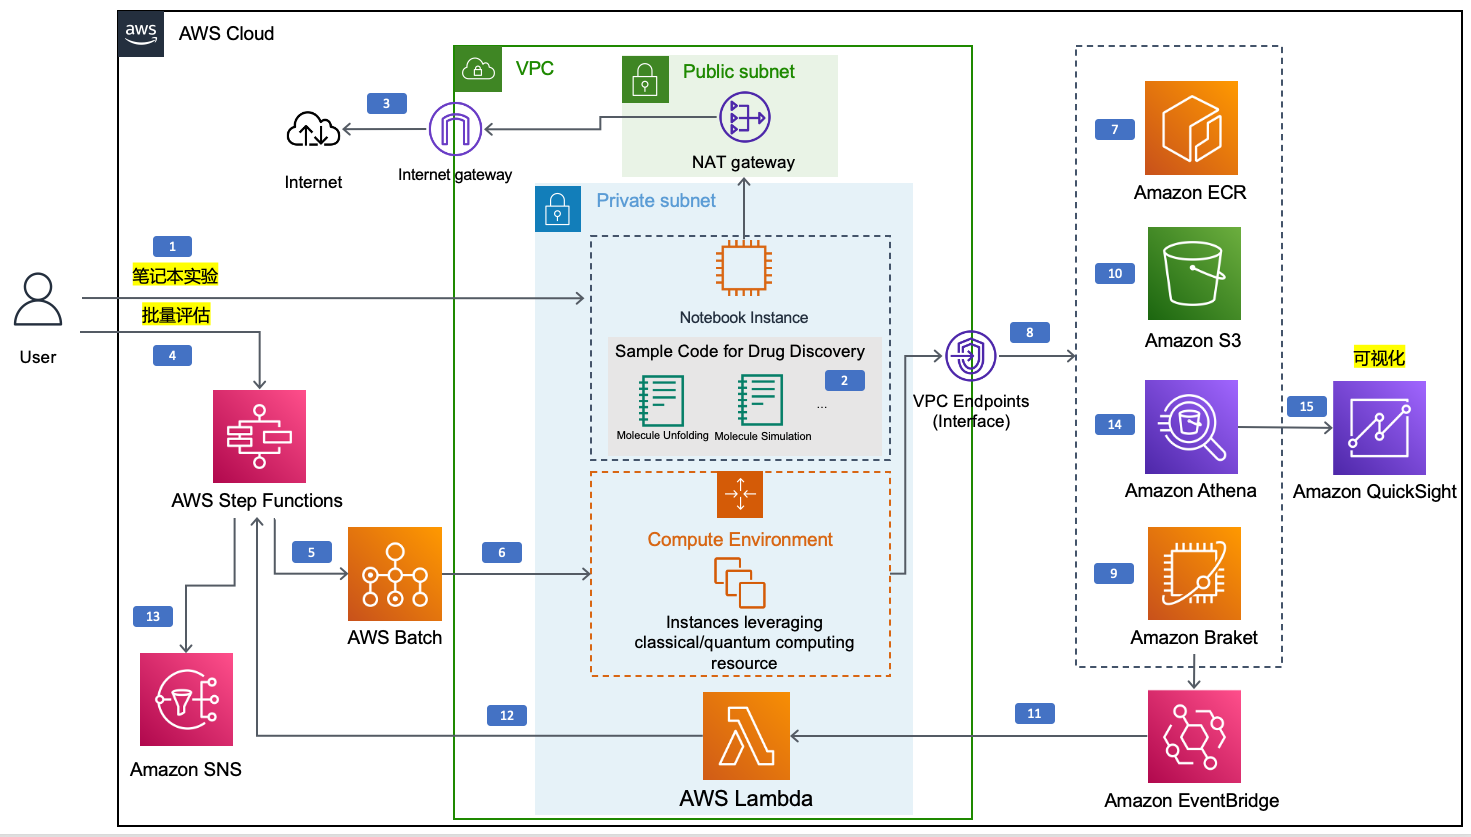 aws
AWS Cloud
VPC
Public subnet
NAT gateway
3
Internet
Internet gateway
Private subnet
1
笔记本实验
批量评估
4
User
Notebook Instance
Sample Code for Drug Discovery
2
...
Molecule Unfolding
Molecule Simulation
8
VPC Endpoints
(Interface)
7
Amazon ECR
10
Amazon S3
14
Amazon Athena
15
可视化
Amazon QuickSight
9
Amazon Braket
AWS Step Functions
5
AWS Batch
6
Compute Environment
Instances leveraging
classical/quantum computing
resource
13
Amazon SNS
12
AWS Lambda
11
Amazon EventBridge